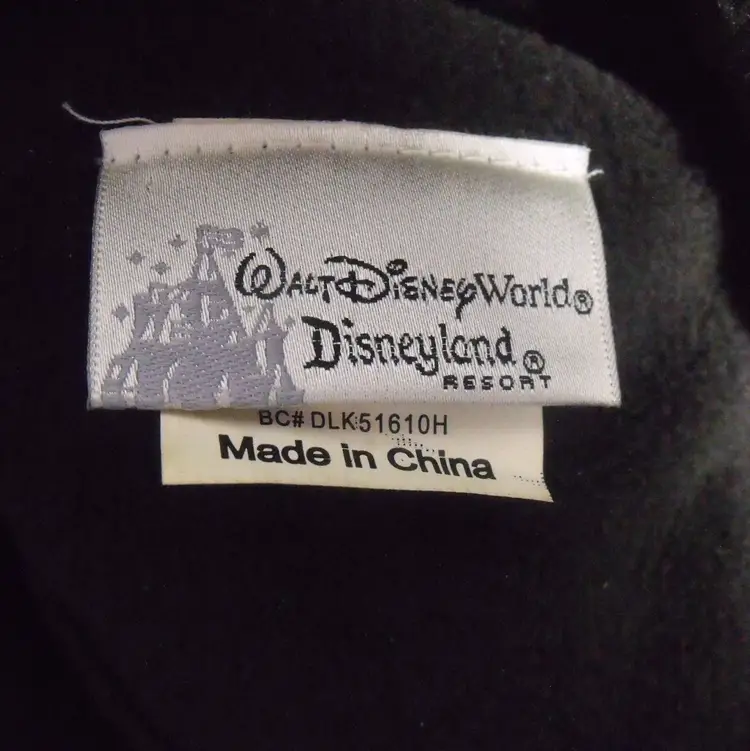 Walt Disney World®
Disneyland®
RESORT
BC# DLK51610H
Made in China